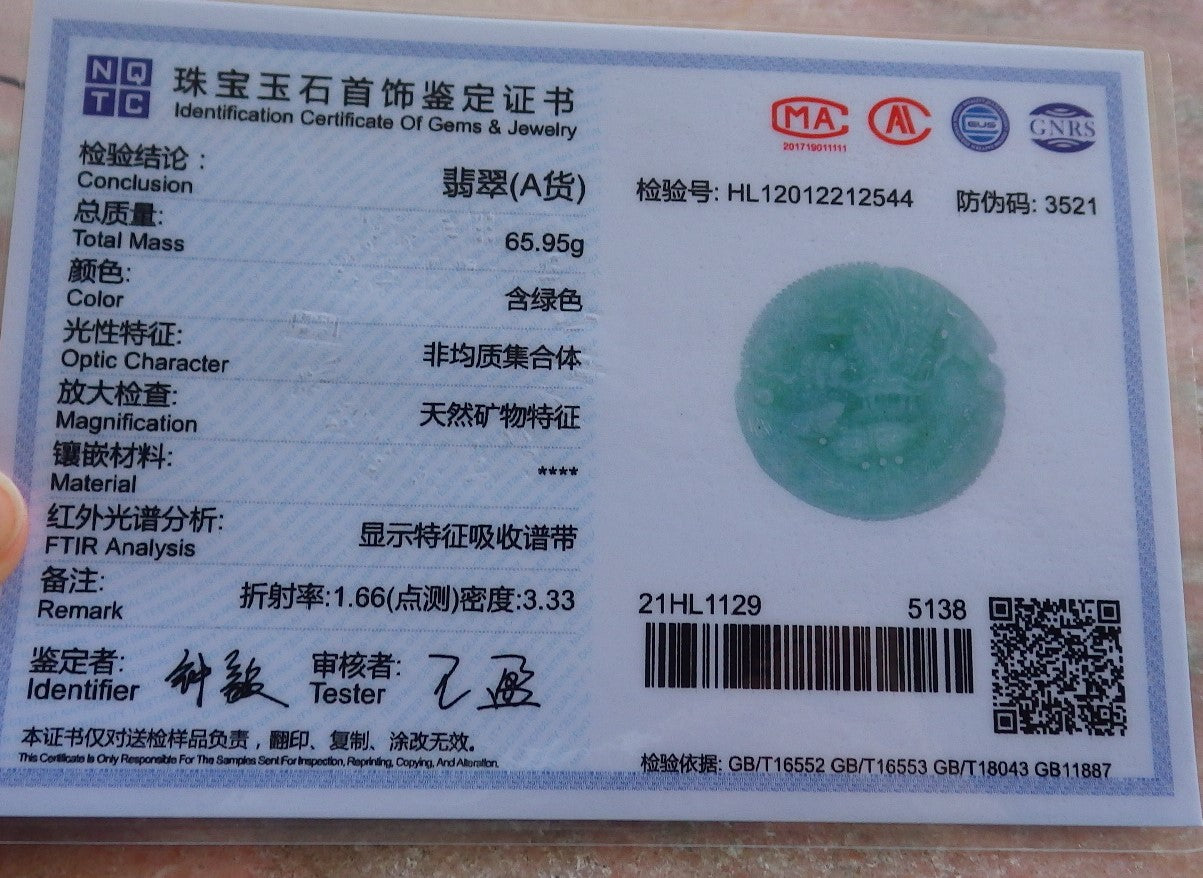 NQTC
珠宝玉石首饰鉴定证书
Identification Certificate Of Gems & Jewelry
检验结论：
Conclusion
翡翠(A货)
总质量:
Total Mass
65.95g
颜色:
Color
含绿色
光性特征:
Optic Character
非均质集合体
放大检查:
Magnification
天然矿物特征
镶嵌材料:
Material
****
红外光谱分析:
FTIR Analysis
显示特征吸收谱带
备注:
Remark
折射率:1.66(点测)密度:3.33
鉴定者:
Identifier
审核者:
Tester
本证书仅对送检样品负责，翻印、复制、涂改无效。
This Certificate Is Only Responsible For The Samples Sent For Inspection, Reprinting, Copying, And Alteration.
MA
201719011111
GNRS
检验号: HL12012212544
防伪码: 3521
21HL1129
5138
检验依据: GB/T16552 GB/T16553 GB/T18043 GB11887